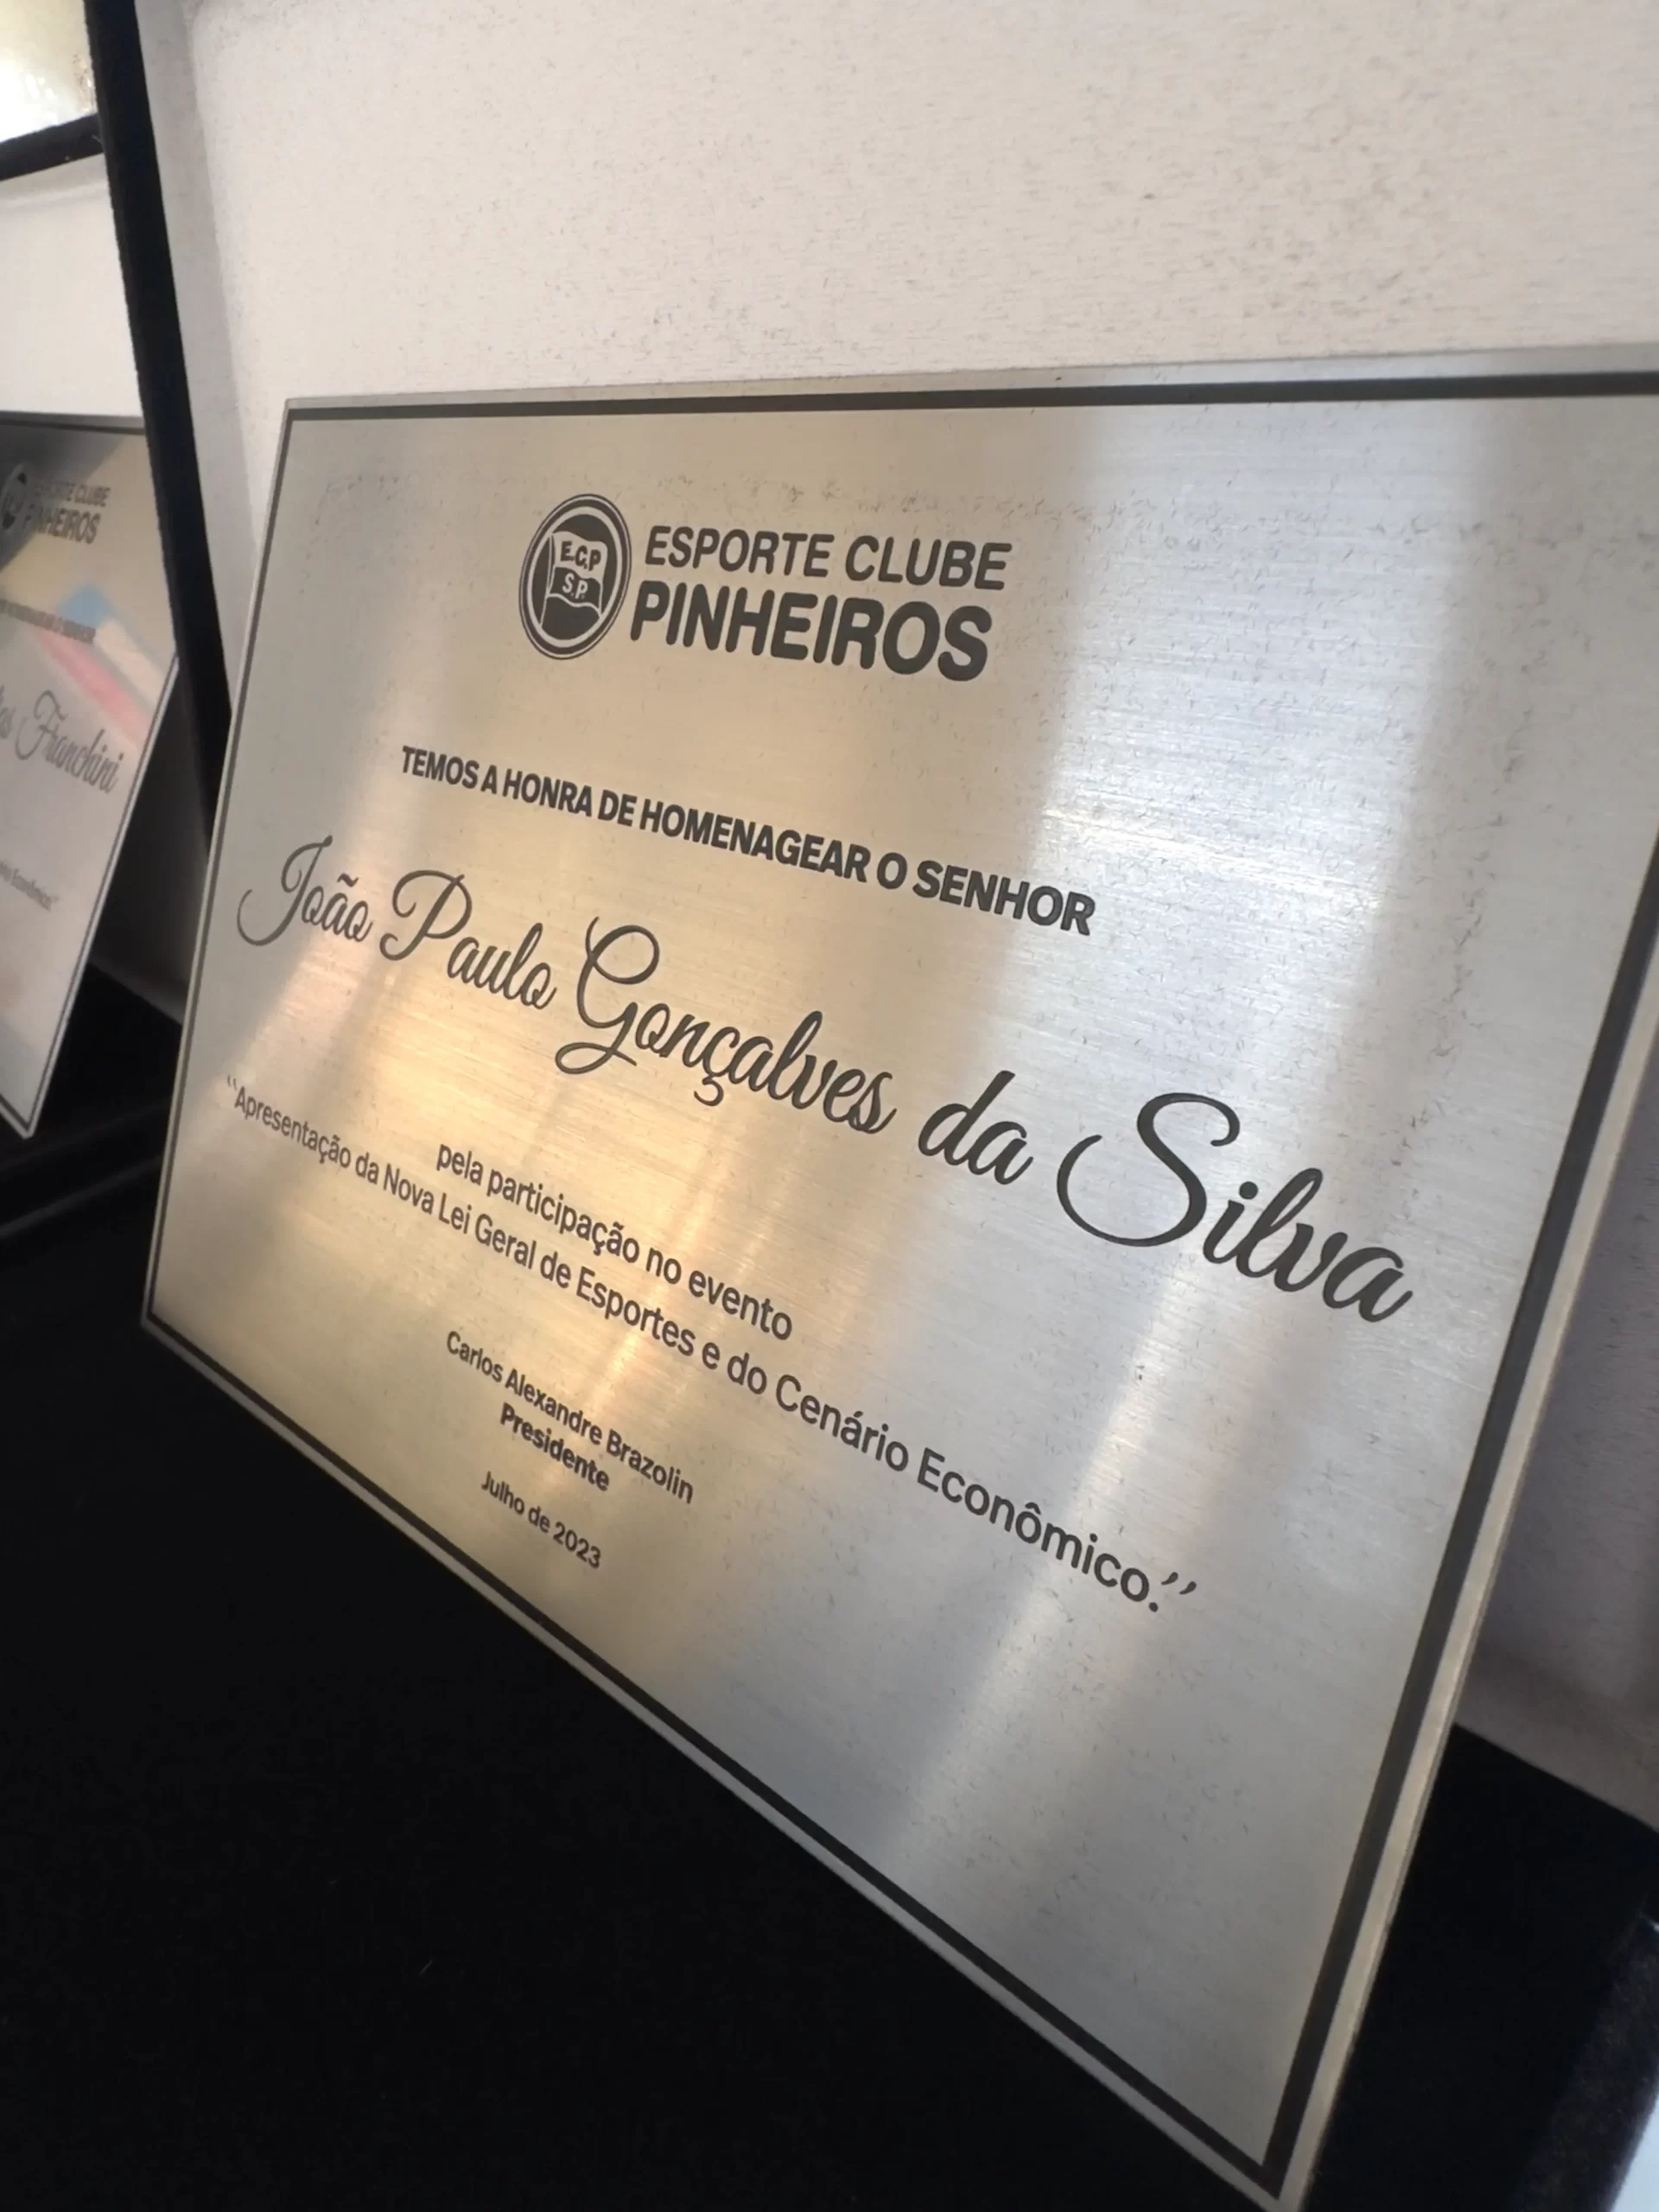 ESPORTE CLUBE
PINHEIROS
Franchini
E.C.P
S.P.
ESPORTE CLUBE
PINHEIROS
TEMOS A HONRA DE HOMENAGEAR O SENHOR
João Paulo Gonçalves da Silva
pela participação no evento
“Apresentação da Nova Lei Geral de Esportes e do Cenário Econômico.”
Carlos Alexandre Brazolin
Presidente
Julho de 2023